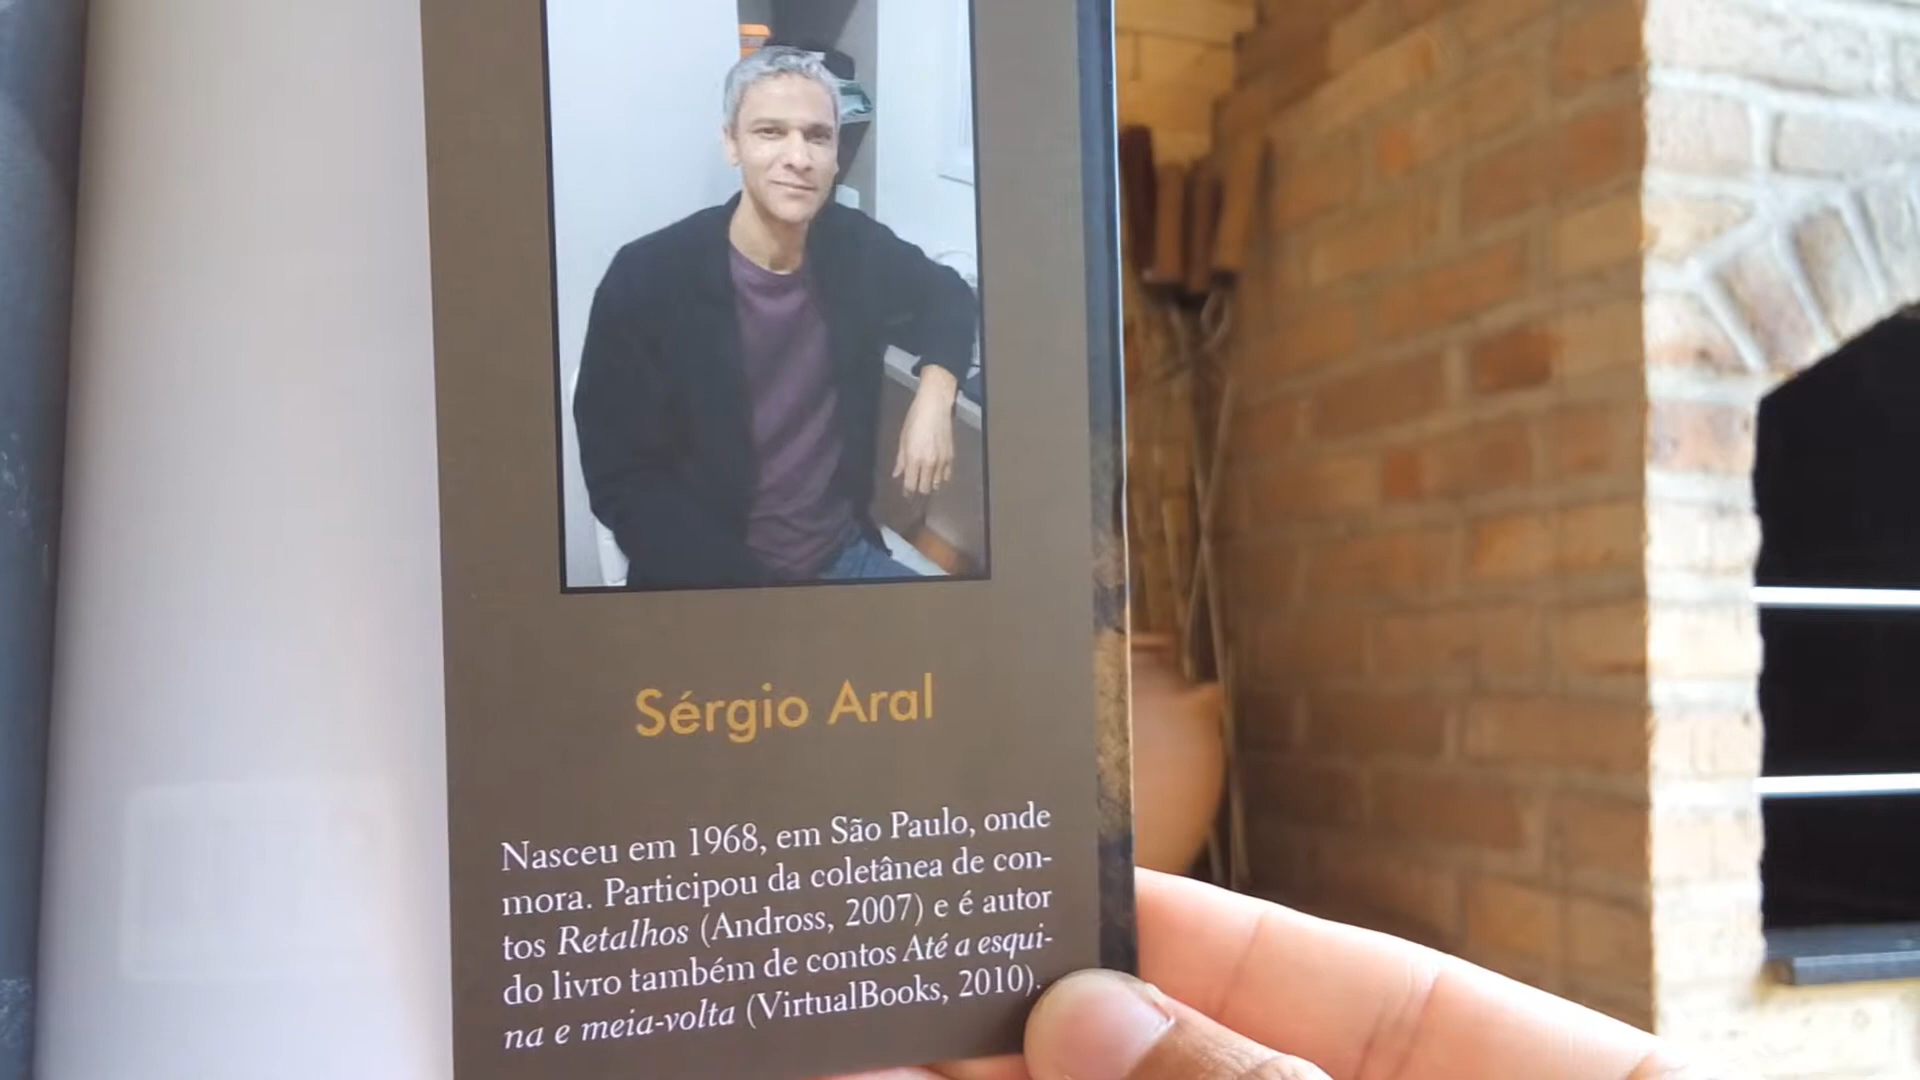 Sérgio Aral
Nasceu em 1968, em São Paulo, onde
mora. Participou da coletânea de con-
tos Retalhos (Andross, 2007) e é autor
do livro também de contos Até a esqui-
na e meia-volta (VirtualBooks, 2010).